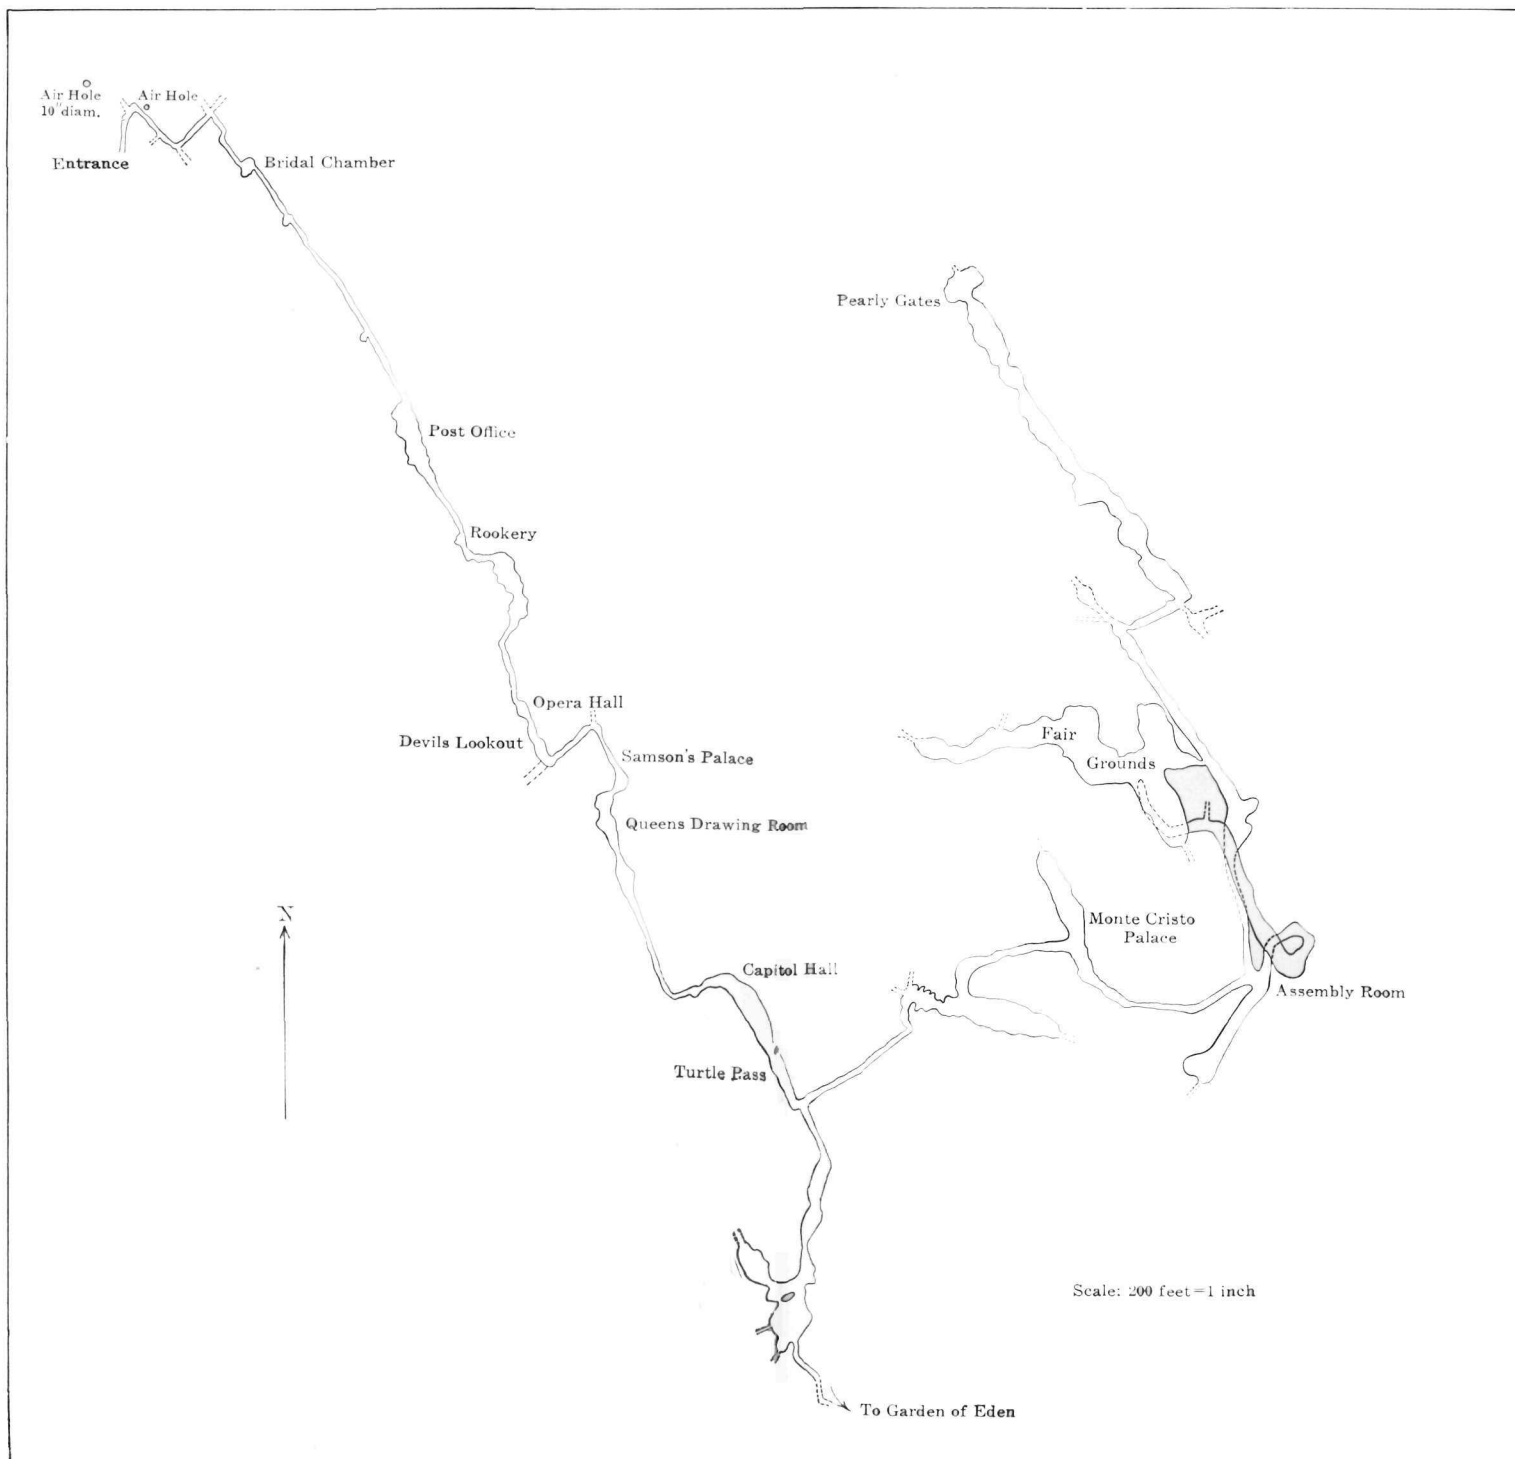 Air Hole
10" diam.
Air Hole
Entrance
Bridal Chamber
Pearly Gates
Post Office
Rookery
Opera Hall
Devils Lookout
Samson's Palace
Fair
Grounds
Queens Drawing Room
N
Monte Cristo
Palace
Capitol Hall
Assembly Room
Turtle Pass
Scale: 200 feet=1 inch
To Garden of Eden